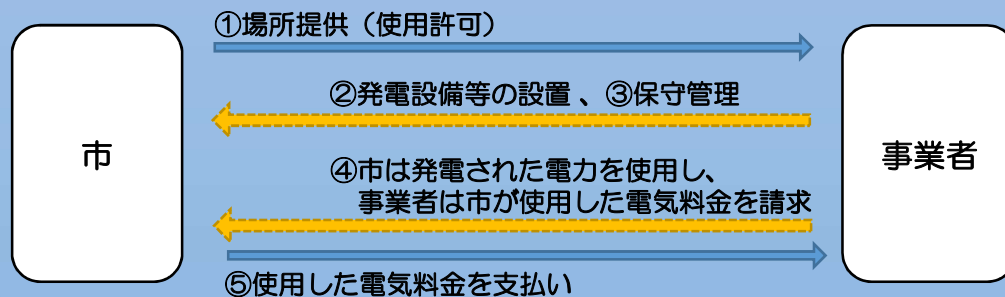 ①場所提供（使用許可）
②発電設備等の設置 、③保守管理
市
事業者
④市は発電された電力を使用し、
事業者は市が使用した電気料金を請求
⑤使用した電気料金を支払い